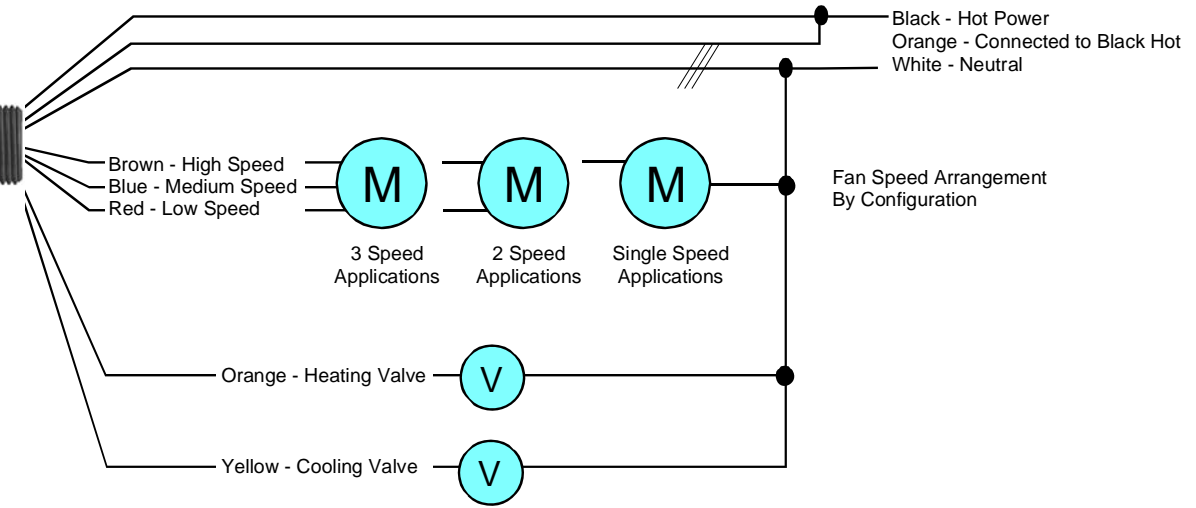 Black - Hot Power
Orange - Connected to Black Hot
White - Neutral
Brown - High Speed
Blue - Medium Speed
Red - Low Speed
M
M
M
Fan Speed Arrangement
By Configuration
3 Speed
Applications
2 Speed
Applications
Single Speed
Applications
Orange - Heating Valve
V
Yellow - Cooling Valve
V